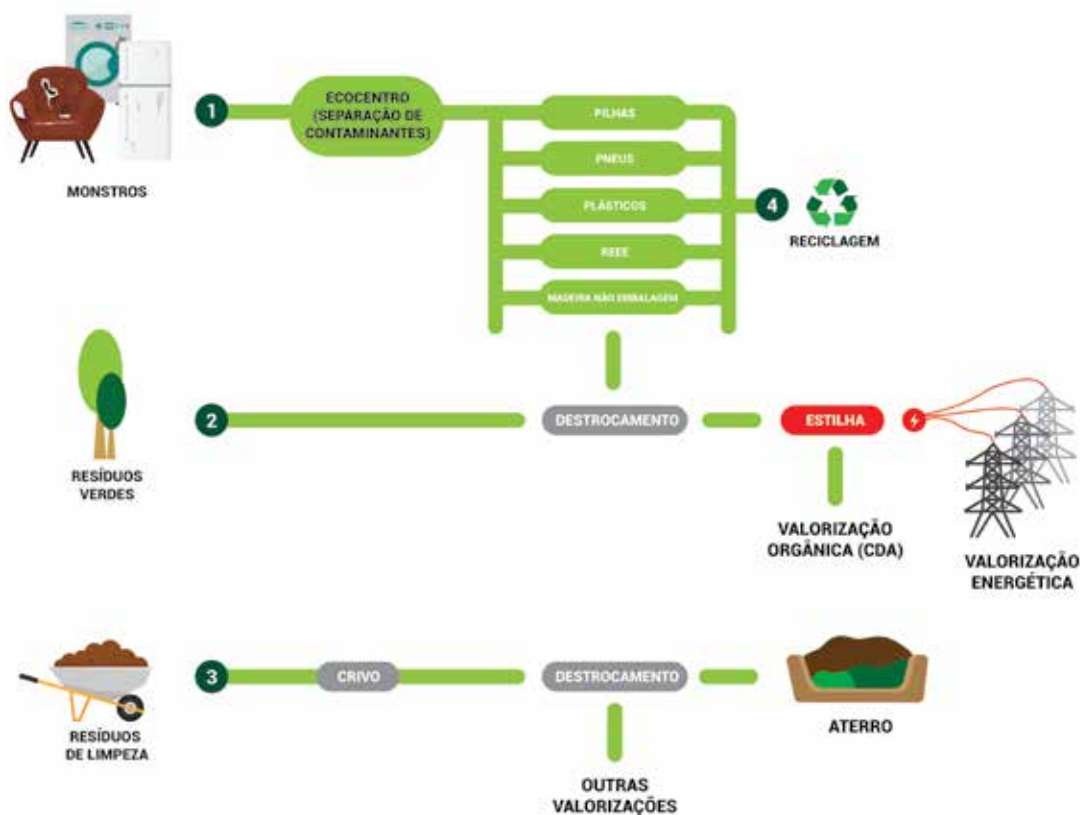 1
ECOCENTRO
(SEPARAÇÃO DE
CONTAMINANTES)
PILHAS
PNEUS
PLÁSTICOS
REEE
MADEIRA NÃO EMBALAGEM
4
RECICLAGEM
MONSTROS
2
DESTROCAMENTO
ESTILHA
RESÍDUOS
VERDES
VALORIZAÇÃO
ORGÂNICA (CDA)
VALORIZAÇÃO
ENERGÉTICA
3
CRIVO
DESTROCAMENTO
RESÍDUOS
DE LIMPEZA
ATERRO
OUTRAS
VALORIZAÇÕES